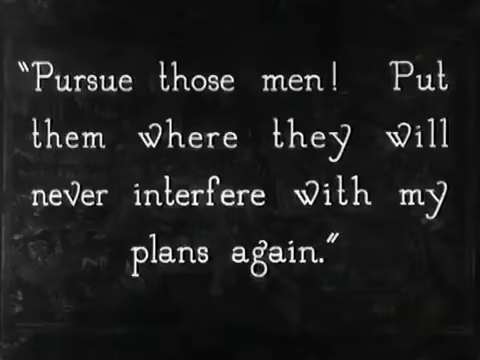 “Pursue those men! Put
them where they will
never interfere with my
plans again.”